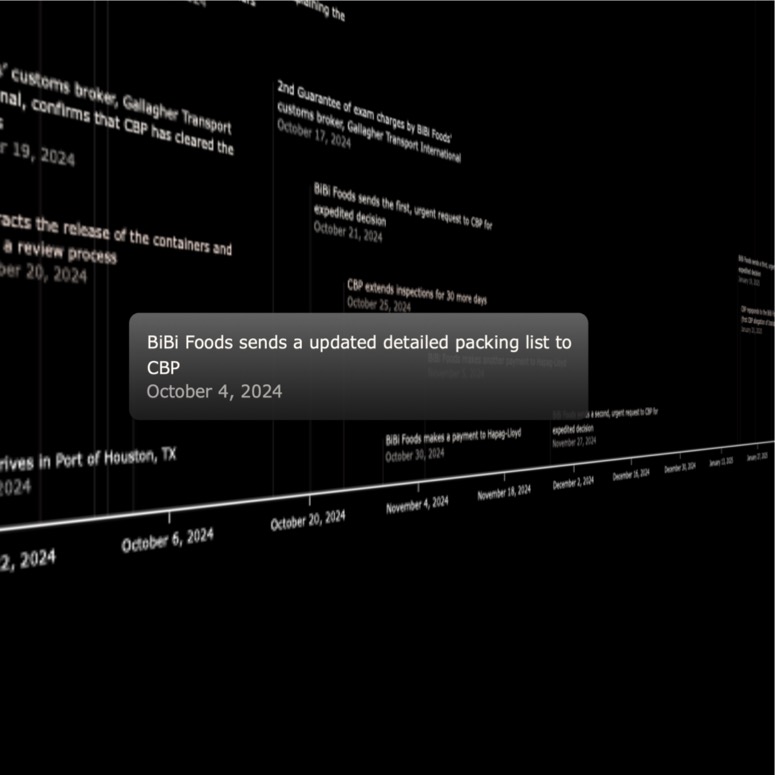 aining the
' customs broker, Gallagher Transport
nal, confirms that CBP has cleared the
s
r 19, 2024
2nd Guarantee of exam charges by BiBi Foods'
customs broker, Gallagher Transport International
October 17, 2024
BiBi Foods sends the first, urgent request to CBP for
expedited decision
October 21, 2024
racts the release of the containers and
a review process
ber 20, 2024
CBP extends inspections for 30 more days
October 25, 2024
BiBi Foods sends a updated detailed packing list to
CBP
October 4, 2024
BiBi Foods makes another payment to Hapag-Lloyd
a second, urgent request to CBP for
expedited decision
November 27, 2024
BiBi Foods makes a payment to Hapag-Lloyd
October 30, 2024
rives in Port of Houston, TX
2024
2, 2024
October 6, 2024
October 20, 2024
November 4, 2024
November 18, 2024
December 2, 2024
December 16, 2024
December 30, 2024
January 13, 2025
January 27, 2025